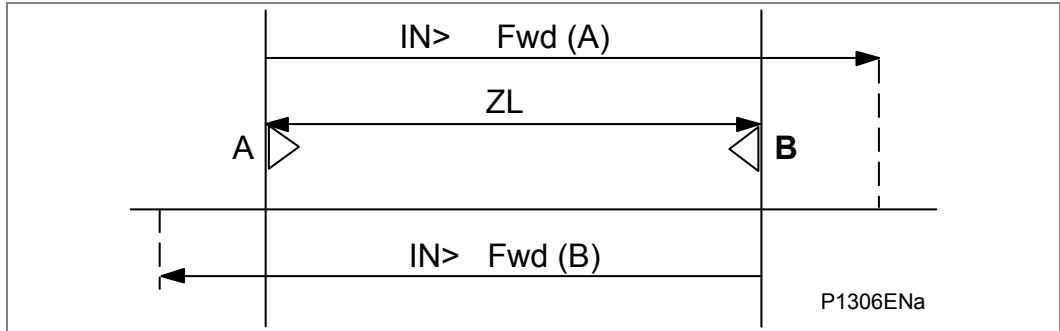 IN> Fwd (A)
ZL
A B
IN> Fwd (B)
P1306ENa